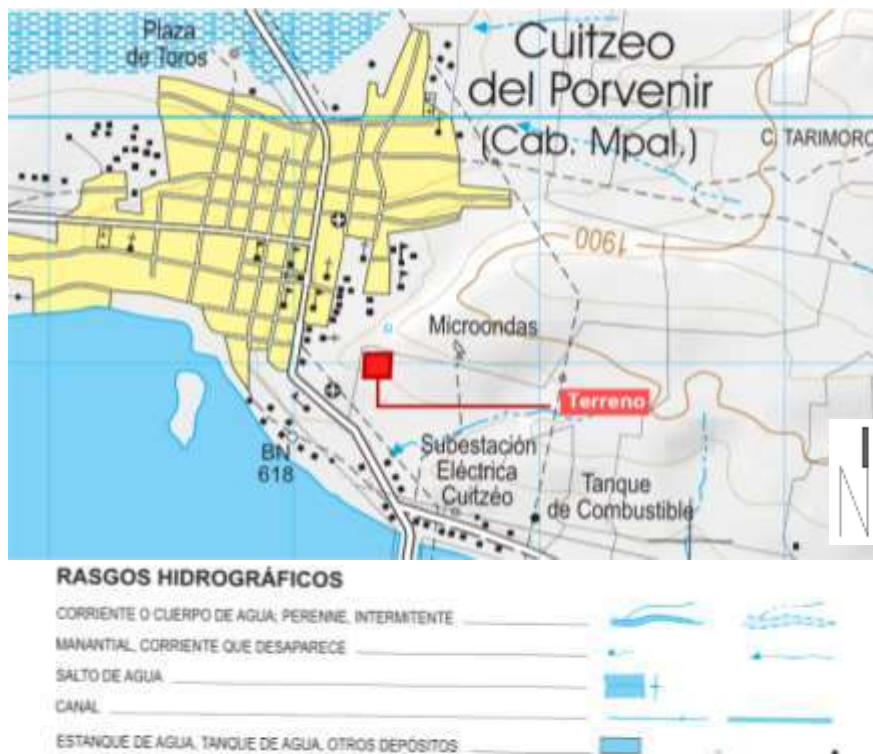 Plaza
de Toros
Cuitzeo
del Porvenir
(Cab. Mpal.)
C. TARIMORO
1900
Microondas
Terreno
BN
618
Subestación
Eléctrica
Cuitzéo
Tanque
de Combustible
N
RASGOS HIDROGRÁFICOS
CORRIENTE O CUERPO DE AGUA; PERENNE, INTERMITENTE
MANANTIAL, CORRIENTE QUE DESAPARECE
SALTO DE AGUA
CANAL
ESTANQUE DE AGUA, TANQUE DE AGUA, OTROS DEPÓSITOS